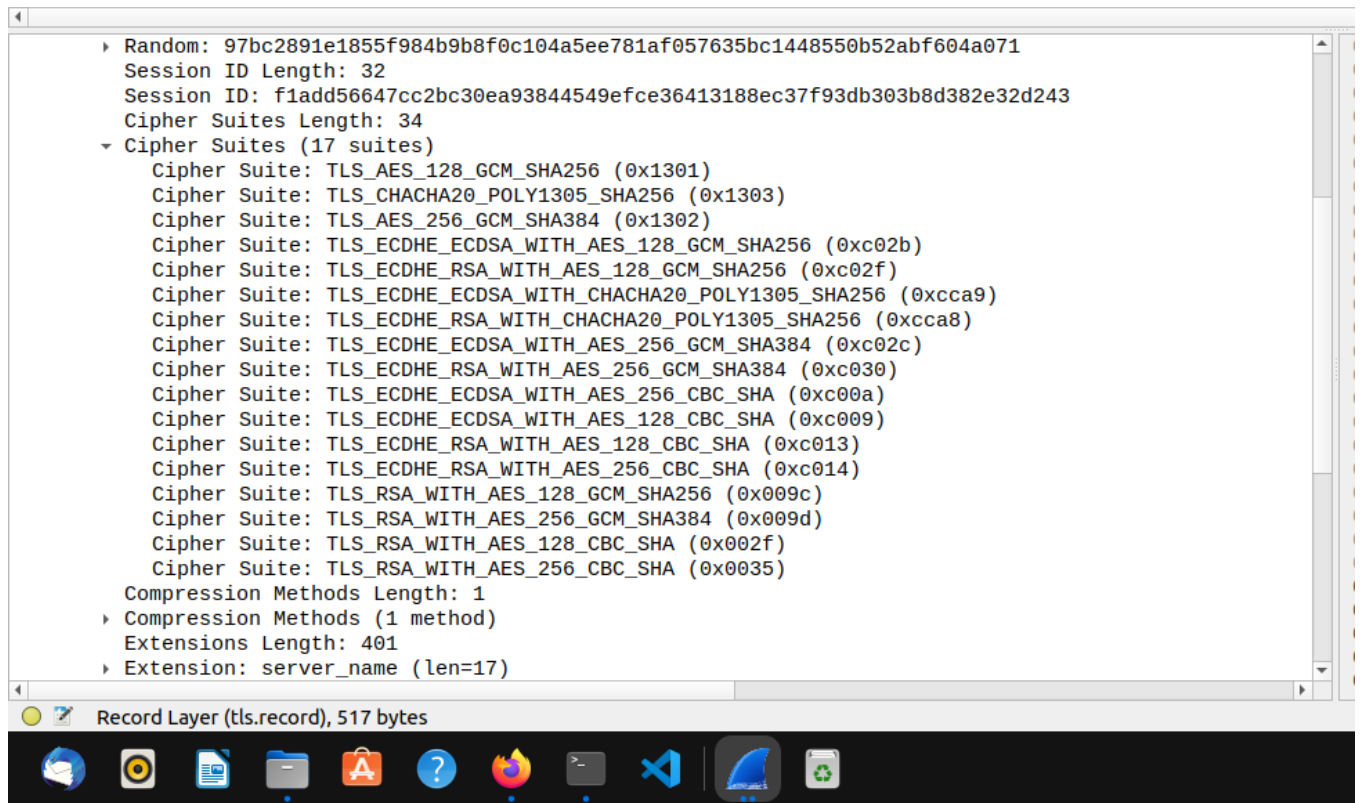 Random: 97bc2891e1855f984b9b8f0c104a5ee781af057635bc1448550b52abf604a071
Session ID Length: 32
Session ID: f1add56647cc2bc30ea93844549efce36413188ec37f93db303b8d382e32d243
Cipher Suites Length: 34
Cipher Suites (17 suites)
Cipher Suite: TLS_AES_128_GCM_SHA256 (0x1301)
Cipher Suite: TLS_CHACHA20_POLY1305_SHA256 (0x1303)
Cipher Suite: TLS_AES_256_GCM_SHA384 (0x1302)
Cipher Suite: TLS_ECDHE_ECDSA_WITH_AES_128_GCM_SHA256 (0xc02b)
Cipher Suite: TLS_ECDHE_RSA_WITH_AES_128_GCM_SHA256 (0xc02f)
Cipher Suite: TLS_ECDHE_ECDSA_WITH_CHACHA20_POLY1305_SHA256 (0xcca9)
Cipher Suite: TLS_ECDHE_RSA_WITH_CHACHA20_POLY1305_SHA256 (0xcca8)
Cipher Suite: TLS_ECDHE_ECDSA_WITH_AES_256_GCM_SHA384 (0xc02c)
Cipher Suite: TLS_ECDHE_RSA_WITH_AES_256_GCM_SHA384 (0xc030)
Cipher Suite: TLS_ECDHE_ECDSA_WITH_AES_256_CBC_SHA (0xc00a)
Cipher Suite: TLS_ECDHE_ECDSA_WITH_AES_128_CBC_SHA (0xc009)
Cipher Suite: TLS_ECDHE_RSA_WITH_AES_128_CBC_SHA (0xc013)
Cipher Suite: TLS_ECDHE_RSA_WITH_AES_256_CBC_SHA (0xc014)
Cipher Suite: TLS_RSA_WITH_AES_128_GCM_SHA256 (0x009c)
Cipher Suite: TLS_RSA_WITH_AES_256_GCM_SHA384 (0x009d)
Cipher Suite: TLS_RSA_WITH_AES_128_CBC_SHA (0x002f)
Cipher Suite: TLS_RSA_WITH_AES_256_CBC_SHA (0x0035)
Compression Methods Length: 1
Compression Methods (1 method)
Extensions Length: 401
Extension: server_name (len=17)
Record Layer (tls.record), 517 bytes